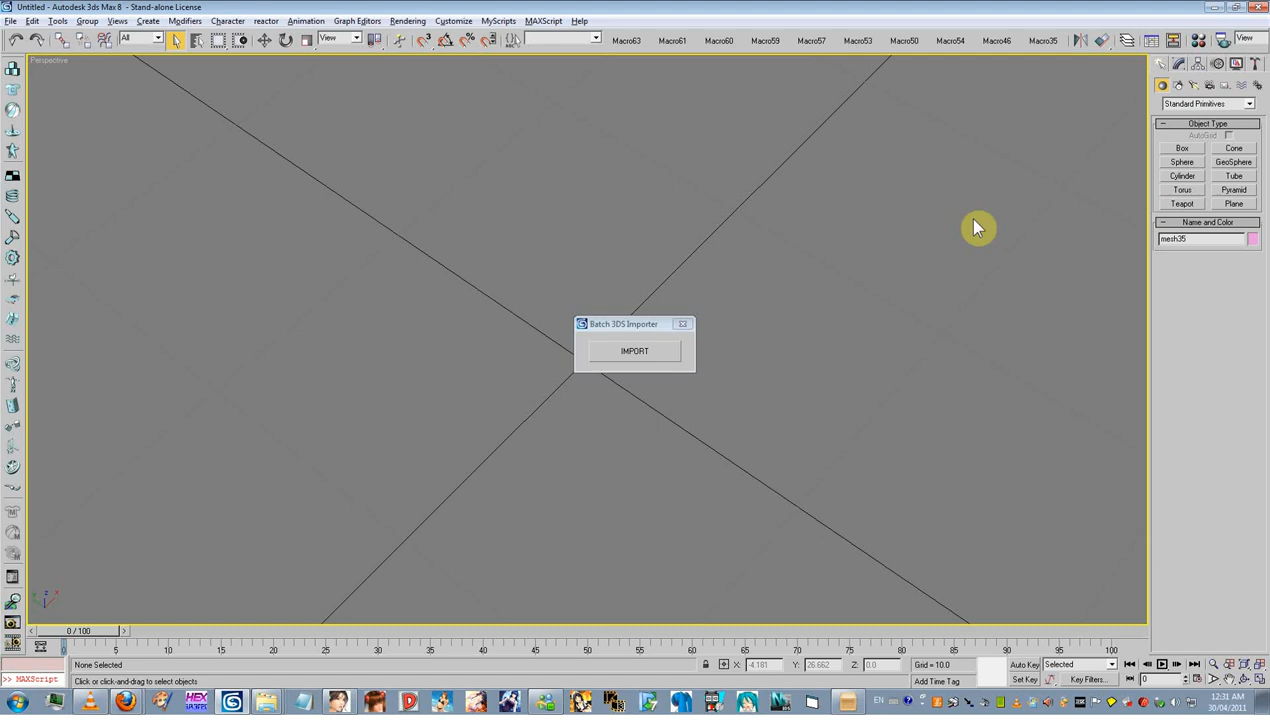 Untitled - Autodesk 3ds Max 8 - Stand-alone License
File Edit Tools Group Views Create Modifiers Character reactor Animation Graph Editors Rendering Customize MyScripts MAXScript Help
All View Macro63 Macro61 Macro60 Macro59 Macro57 Macro53 Macro50 Macro54 Macro46 Macro35 View
Perspective
Standard Primitives
Object Type
AutoGrid
Box Cone
Sphere GeoSphere
Cylinder Tube
Torus Pyramid
Teapot Plane
Name and Color
mesh35
Batch 3DS Importer
IMPORT
z x
0 / 100
0 5 10 15 20 25 30 35 40 45 50 55 60 65 70 75 80 85 90 95 100
None Selected X: -4.181 Y: 26.662 Z: 0.0 Grid = 10.0 Auto Key Selected
>> MAXScript Click or click-and-drag to select objects Add Time Tag Set Key Key Filters... 0
HEX EN 12:31 AM
30/04/2011